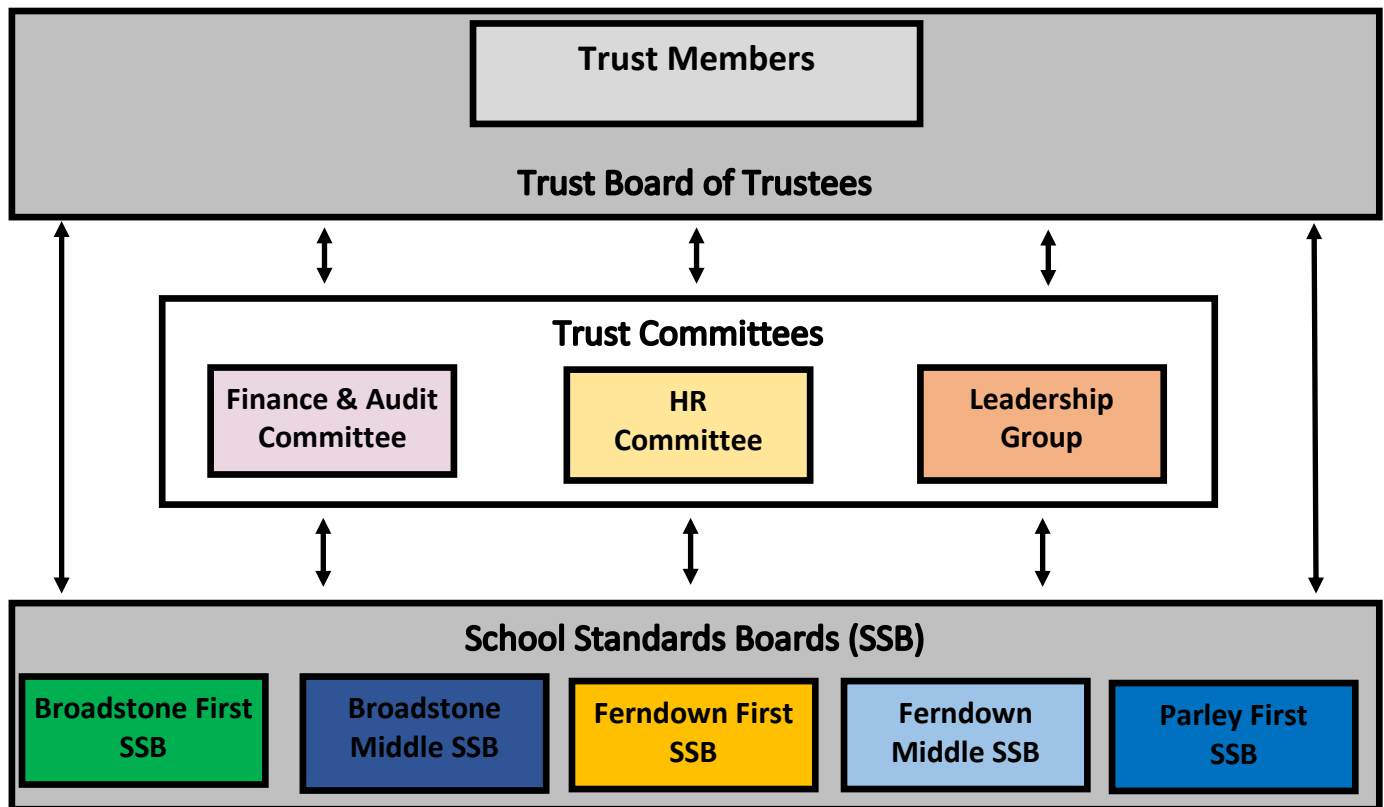 Trust Members
Trust Board of Trustees
Trust Committees
Finance & Audit
Committee
HR
Committee
Leadership
Group
School Standards Boards (SSB)
Broadstone First
SSB
Broadstone
Middle SSB
Ferndown First
SSB
Ferndown
Middle SSB
Parley First
SSB